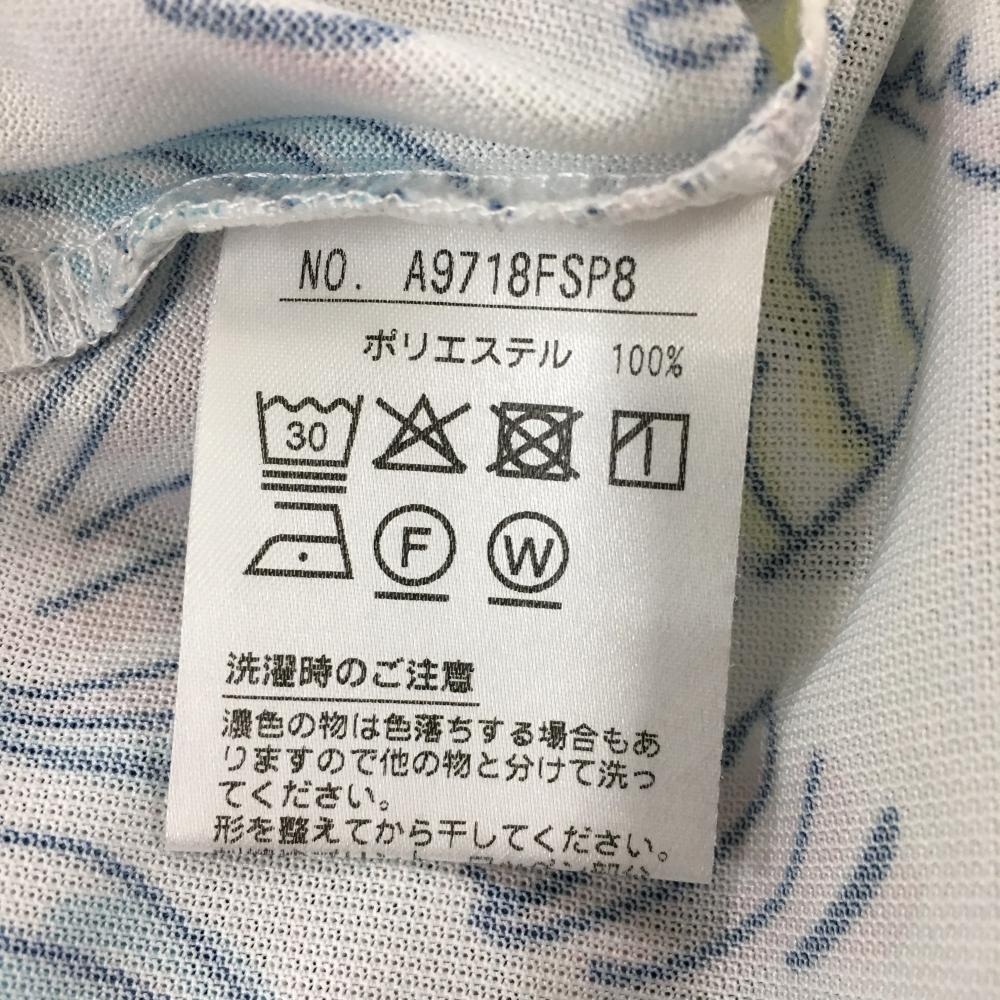 NO. A9718FSP8
ポリエステル 100%
30
F W
洗濯時のご注意
濃色の物は色落ちする場合もあ
りますので他の物と分けて洗っ
てください。
形を整えてから干してください。